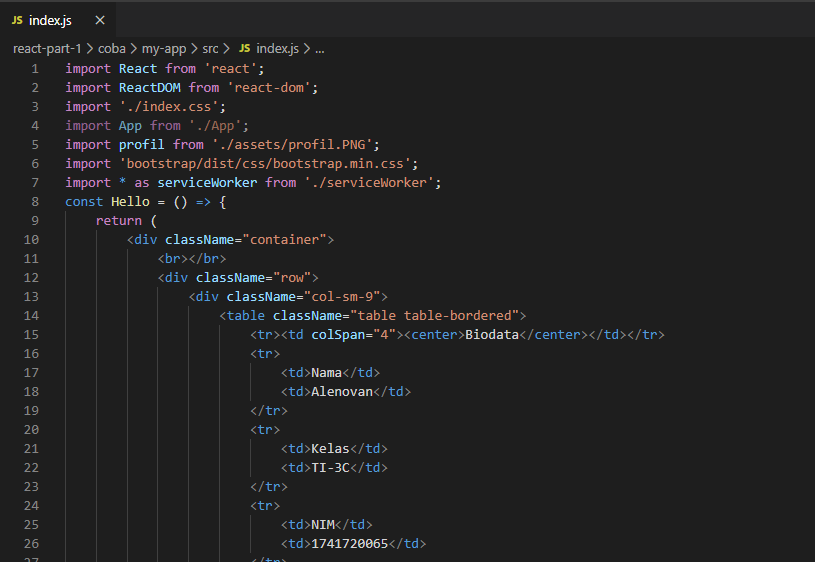 JS index.js ×
react-part-1 > coba > my-app > src > JS index.js > ...
1 import React from 'react';
2 import ReactDOM from 'react-dom';
3 import './index.css';
4 import App from './App';
5 import profil from './assets/profil.PNG';
6 import 'bootstrap/dist/css/bootstrap.min.css';
7 import * as serviceWorker from './serviceWorker';
8 const Hello = () => {
9     return (
10         <div className="container">
11             <br></br>
12             <div className="row">
13                 <div className="col-sm-9">
14                     <table className="table table-bordered">
15                         <tr><td colSpan="4"><center>Biodata</center></td></tr>
16                         <tr>
17                             <td>Nama</td>
18                             <td>Alenovan</td>
19                         </tr>
20                         <tr>
21                             <td>Kelas</td>
22                             <td>TI-3C</td>
23                         </tr>
24                         <tr>
25                             <td>NIM</td>
26                             <td>1741720065</td>
27                         </tr>